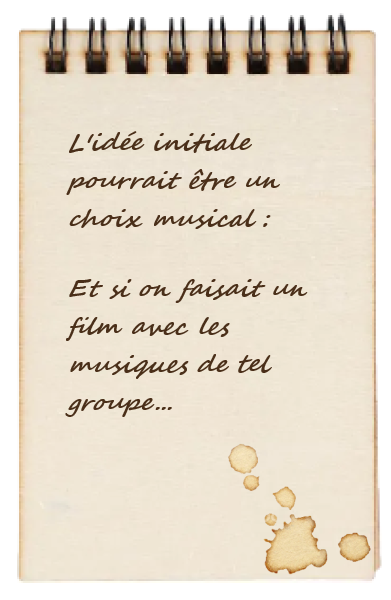 L'idée initiale
pourrait être un
choix musical :
Et si on faisait un
film avec les
musiques de tel
groupe...